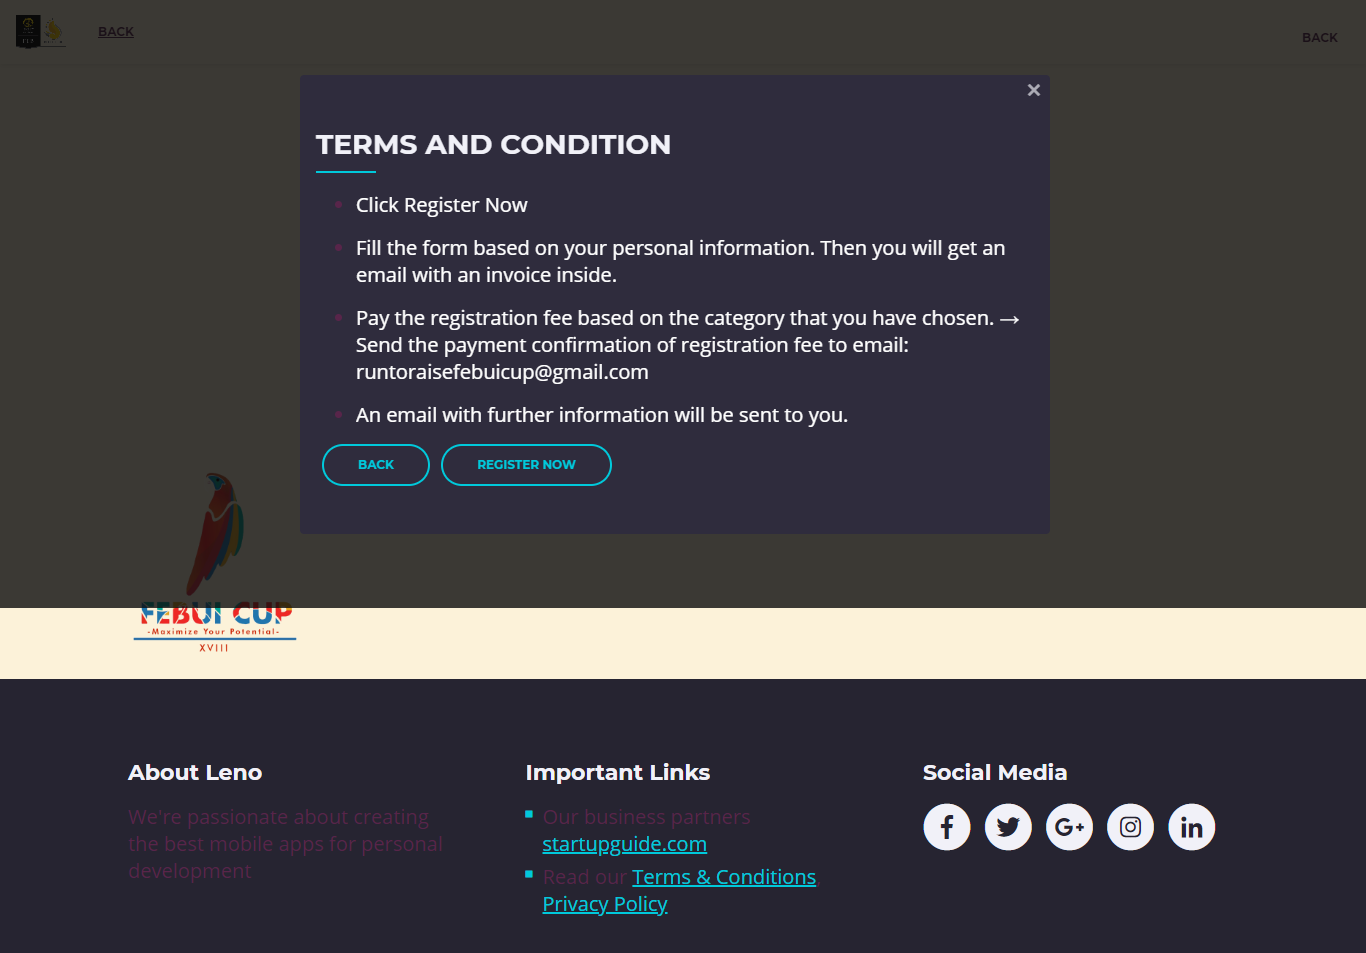 BACK
BACK
×
TERMS AND CONDITION
Click Register Now
Fill the form based on your personal information. Then you will get an
email with an invoice inside.
Pay the registration fee based on the category that you have chosen. →
Send the payment confirmation of registration fee to email:
runtoraisefebuicup@gmail.com
An email with further information will be sent to you.
BACK
REGISTER NOW
FEBUI CUP
-Maximize Your Potential-
XVIII
About Leno
We're passionate about creating
the best mobile apps for personal
development
Important Links
Our business partners
startupguide.com
Read our Terms & Conditions
Privacy Policy
Social Media